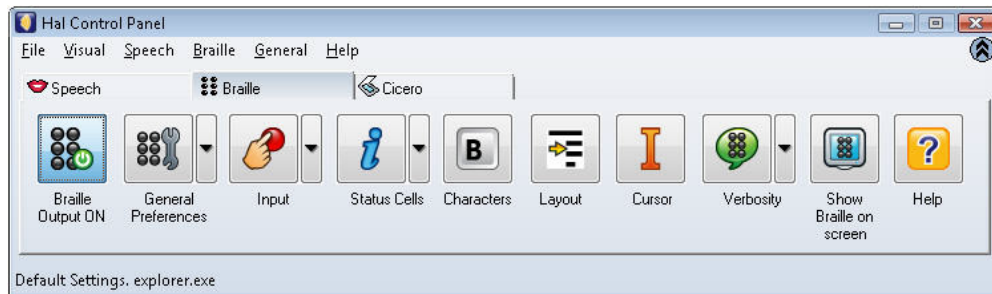 Hal Control Panel
File Visual Speech Braille General Help
Speech Braille Cicero
B
?
Braille Output ON
General Preferences
Input
Status Cells
Characters
Layout
Cursor
Verbosity
Show Braille on screen
Help
Default Settings. explorer.exe